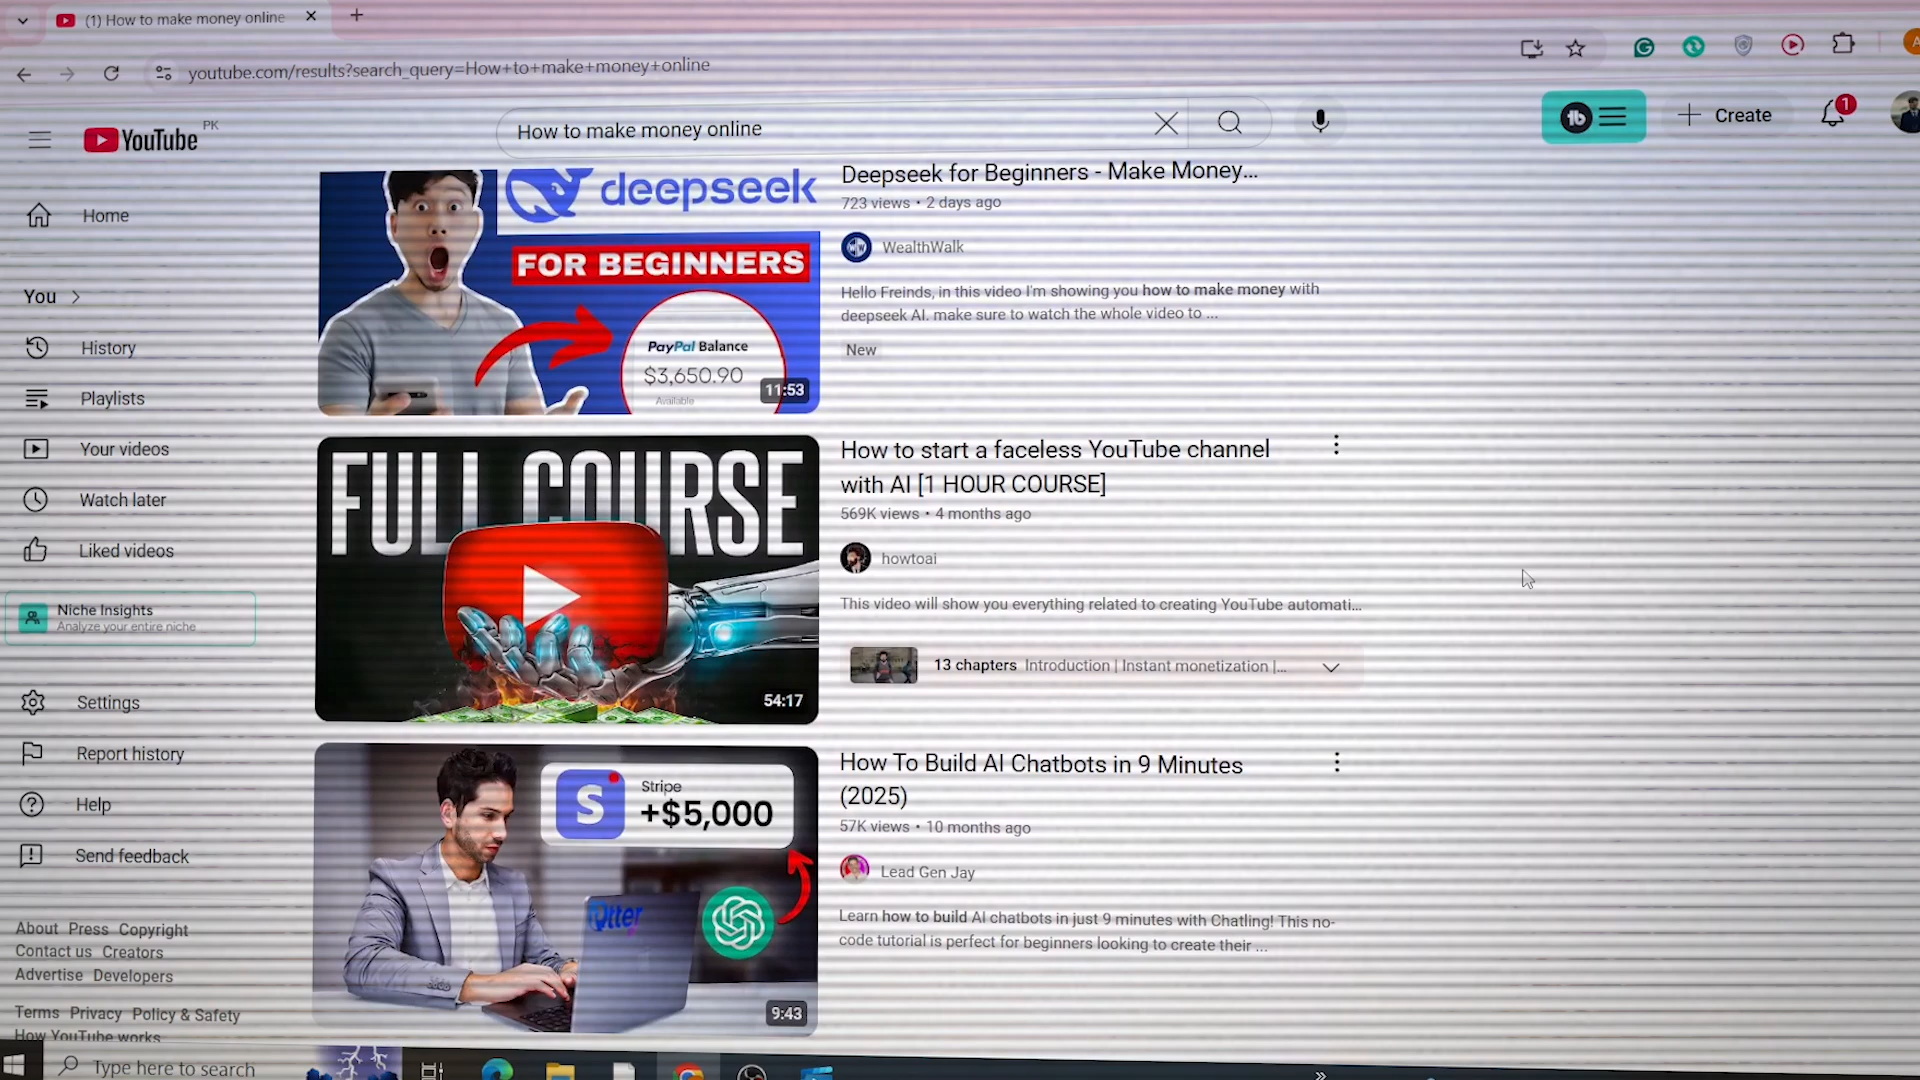 (1) How to make money online
youtube.com/results?search_query=How+to+make+money+online
YouTube PK
How to make money online
Create
1
Home
You
History
Playlists
Your videos
Watch later
Liked videos
Niche Insights
Analyze your entire niche
Settings
Report history
Help
Send feedback
About Press Copyright
Contact us Creators
Advertise Developers
Terms Privacy Policy & Safety
How YouTube works
deepseek
FOR BEGINNERS
PayPal Balance
$3,650.90
Available
11:53
Deepseek for Beginners - Make Money...
723 views • 2 days ago
WealthWalk
Hello Freinds, in this video I'm showing you how to make money with
deepseek AI. make sure to watch the whole video to ...
New
FULL COURSE
54:17
How to start a faceless YouTube channel
with AI [1 HOUR COURSE]
569K views • 4 months ago
howtoai
This video will show you everything related to creating YouTube automati...
13 chapters Introduction | Instant monetization |...
Stripe
+$5,000
9:43
How To Build AI Chatbots in 9 Minutes
(2025)
57K views • 10 months ago
Lead Gen Jay
Learn how to build AI chatbots in just 9 minutes with Chatling! This no-
code tutorial is perfect for beginners looking to create their ...
Type here to search